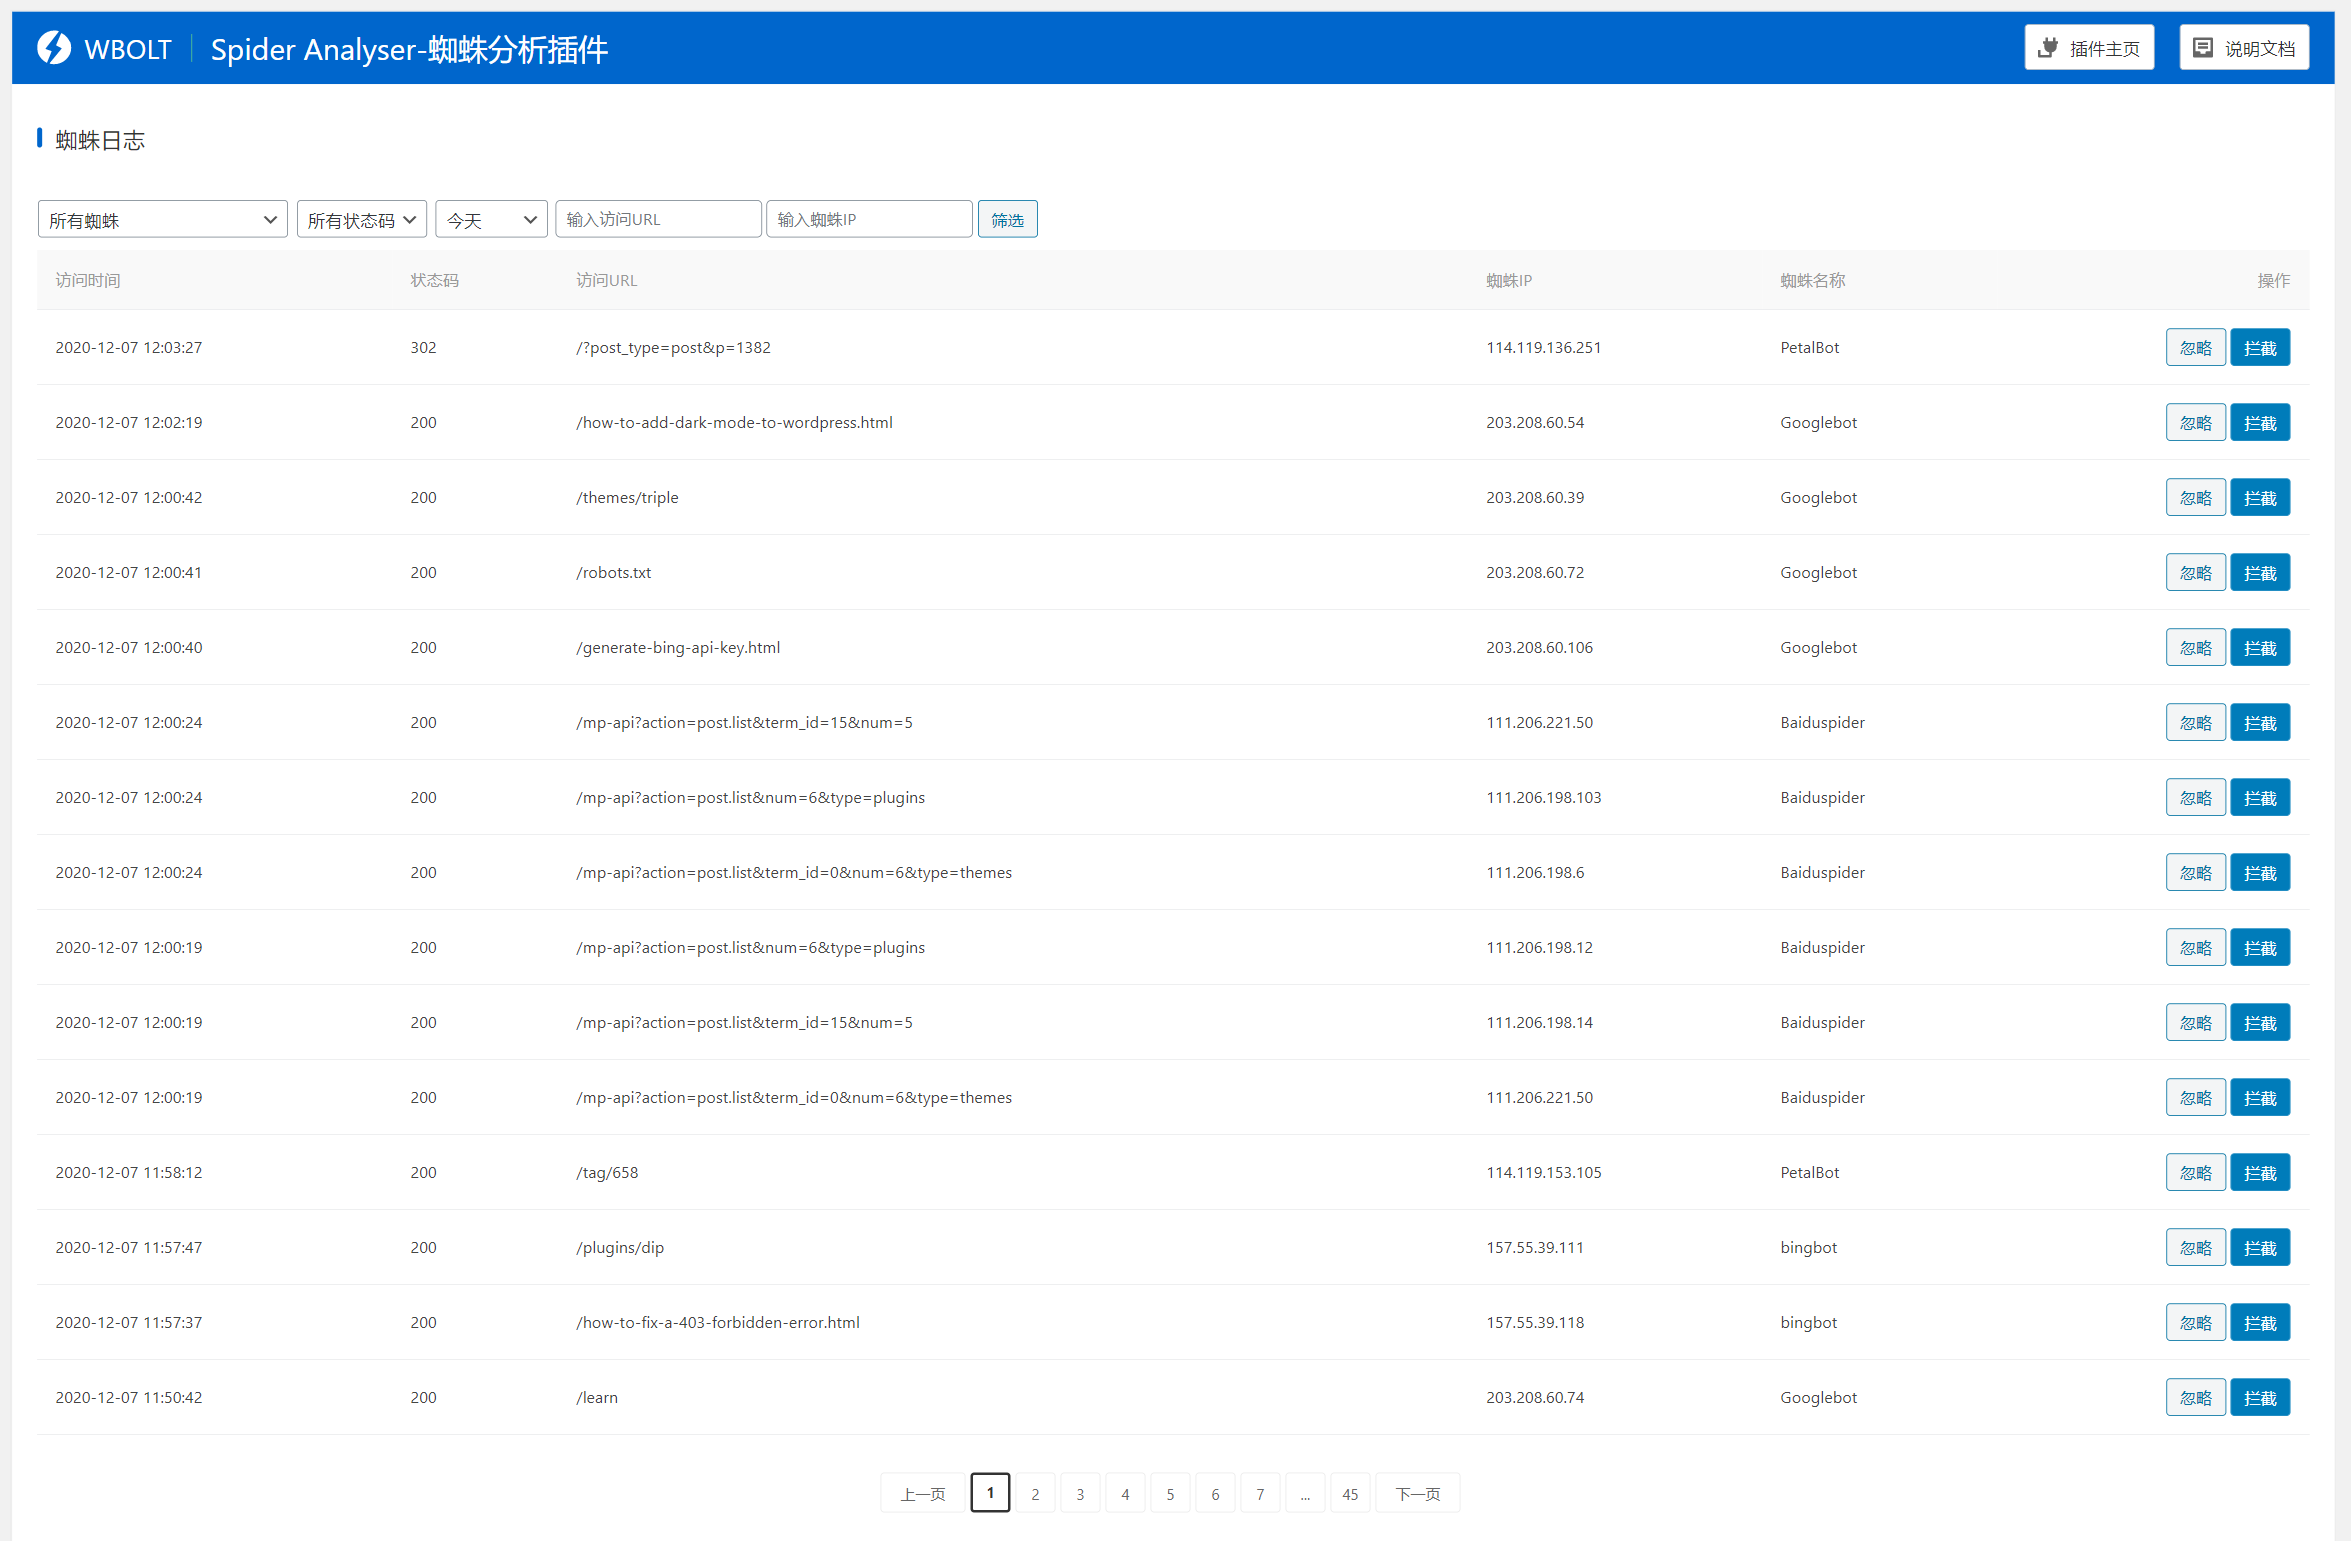 WBOLT Spider Analyser-蜘蛛分析插件 插件主页 说明文档
蜘蛛日志
所有蜘蛛 所有状态码 今天 输入访问URL 输入蜘蛛IP 筛选
访问时间 状态码 访问URL 蜘蛛IP 蜘蛛名称 操作
2020-12-07 12:03:27 302 /?post_type=post&p=1382 114.119.136.251 PetalBot 忽略 拦截
2020-12-07 12:02:19 200 /how-to-add-dark-mode-to-wordpress.html 203.208.60.54 Googlebot 忽略 拦截
2020-12-07 12:00:42 200 /themes/triple 203.208.60.39 Googlebot 忽略 拦截
2020-12-07 12:00:41 200 /robots.txt 203.208.60.72 Googlebot 忽略 拦截
2020-12-07 12:00:40 200 /generate-bing-api-key.html 203.208.60.106 Googlebot 忽略 拦截
2020-12-07 12:00:24 200 /mp-api?action=post.list&term_id=15&num=5 111.206.221.50 Baiduspider 忽略 拦截
2020-12-07 12:00:24 200 /mp-api?action=post.list&num=6&type=plugins 111.206.198.103 Baiduspider 忽略 拦截
2020-12-07 12:00:24 200 /mp-api?action=post.list&term_id=0&num=6&type=themes 111.206.198.6 Baiduspider 忽略 拦截
2020-12-07 12:00:19 200 /mp-api?action=post.list&num=6&type=plugins 111.206.198.12 Baiduspider 忽略 拦截
2020-12-07 12:00:19 200 /mp-api?action=post.list&term_id=15&num=5 111.206.198.14 Baiduspider 忽略 拦截
2020-12-07 12:00:19 200 /mp-api?action=post.list&term_id=0&num=6&type=themes 111.206.221.50 Baiduspider 忽略 拦截
2020-12-07 11:58:12 200 /tag/658 114.119.153.105 PetalBot 忽略 拦截
2020-12-07 11:57:47 200 /plugins/dip 157.55.39.111 bingbot 忽略 拦截
2020-12-07 11:57:37 200 /how-to-fix-a-403-forbidden-error.html 157.55.39.118 bingbot 忽略 拦截
2020-12-07 11:50:42 200 /learn 203.208.60.74 Googlebot 忽略 拦截
上一页 1 2 3 4 5 6 7 ... 45 下一页